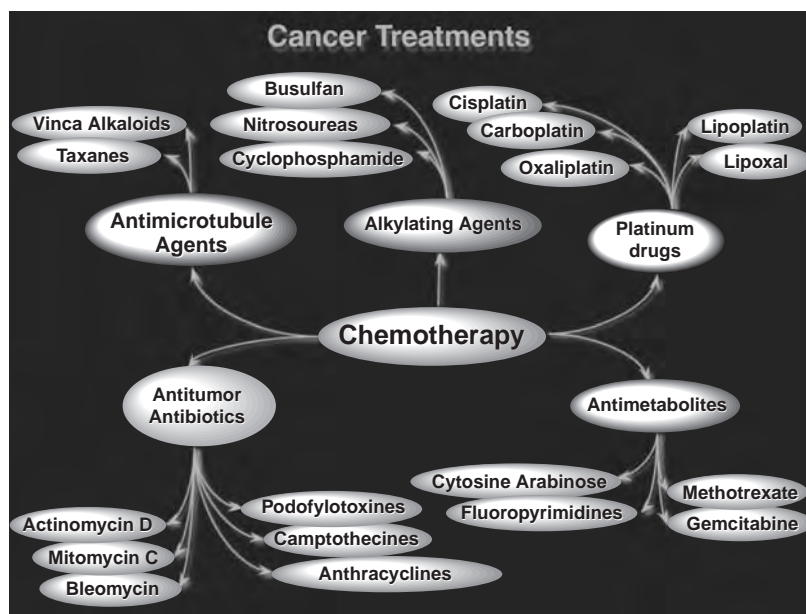 Cancer Treatments
Busulfan
Nitrosoureas
Cyclophosphamide
Cisplatin
Carboplatin
Oxaliplatin
Lipoplatin
Lipoxal
Vinca Alkaloids
Taxanes
Antimicrotubule
Agents
Alkylating Agents
Platinum
drugs
Chemotherapy
Antitumor
Antibiotics
Antimetabolites
Actinomycin D
Mitomycin C
Bleomycin
Podofylotoxines
Camptothecines
Anthracyclines
Cytosine Arabinose
Fluoropyrimidines
Methotrexate
Gemcitabine